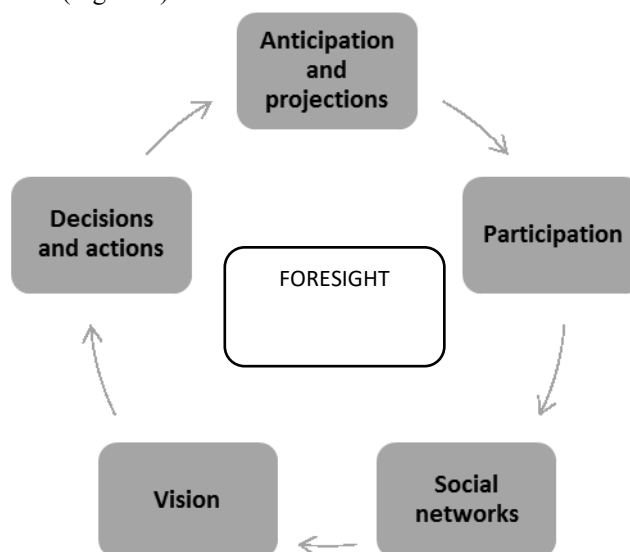 Anticipation
and
projections
Participation
Social
networks
Vision
Decisions
and actions
FORESIGHT